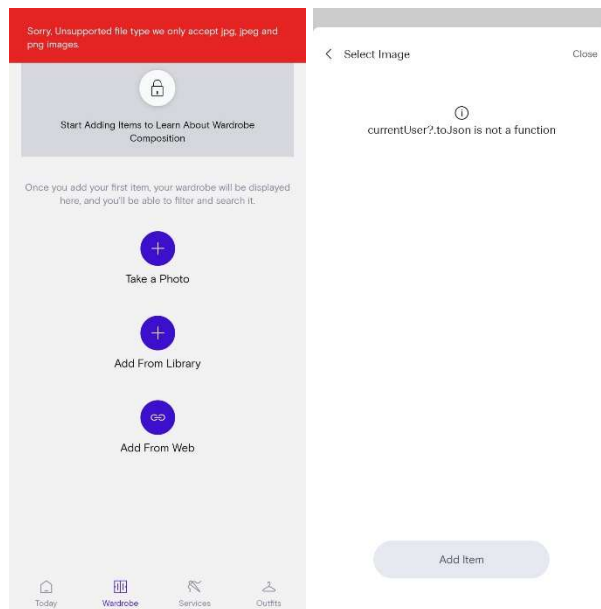 Sorry, Unsupported file type we only accept jpg, jpeg and
png images.
Start Adding Items to Learn About Wardrobe
Composition
Once you add your first item, your wardrobe will be displayed
here, and you'll be able to filter and search it.
Take a Photo
Add From Library
Add From Web
Today
Wardrobe
Services
Outfits
Select Image
Close
currentUser?.toJson is not a function
Add Item